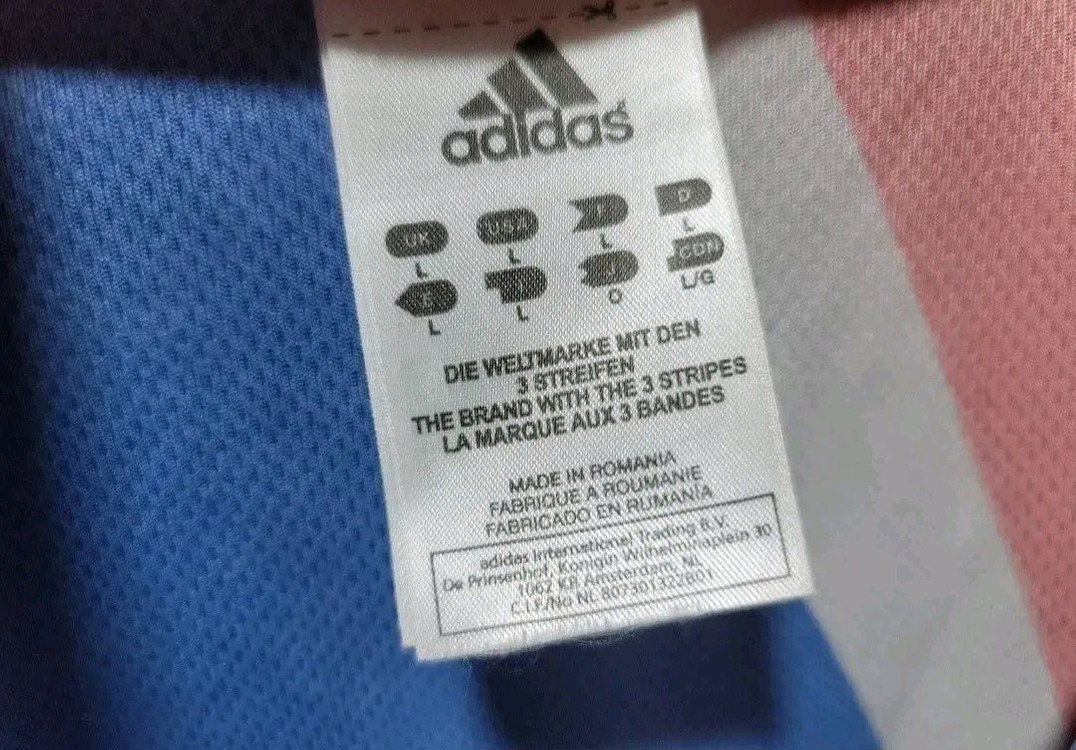 adidas
UK USA F D
L L L L
E I J CDN
L L O L/G
DIE WELTMARKE MIT DEN
3 STREIFEN
THE BRAND WITH THE 3 STRIPES
LA MARQUE AUX 3 BANDES
MADE IN ROMANIA
FABRIQUE A ROUMANIE
FABRICADO EN RUMANIA
adidas International Trading B.V.
De Prinsenhof, Konigin Wilhelminaplein 30
1062 KR Amsterdam, NL
C.I.F/No NL 807301322B01